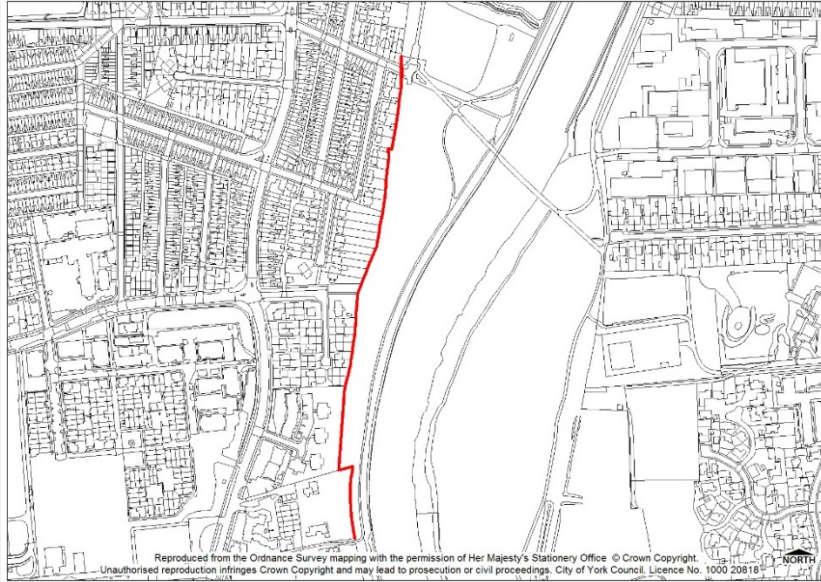 Reproduced from the Ordnance Survey mapping with the permission of Her Majesty's Stationery Office © Crown Copyright.
Unauthorised reproduction infringes Crown Copyright and may lead to prosecution or civil proceedings. City of York Council. Licence No. 1000 20818
NORTH